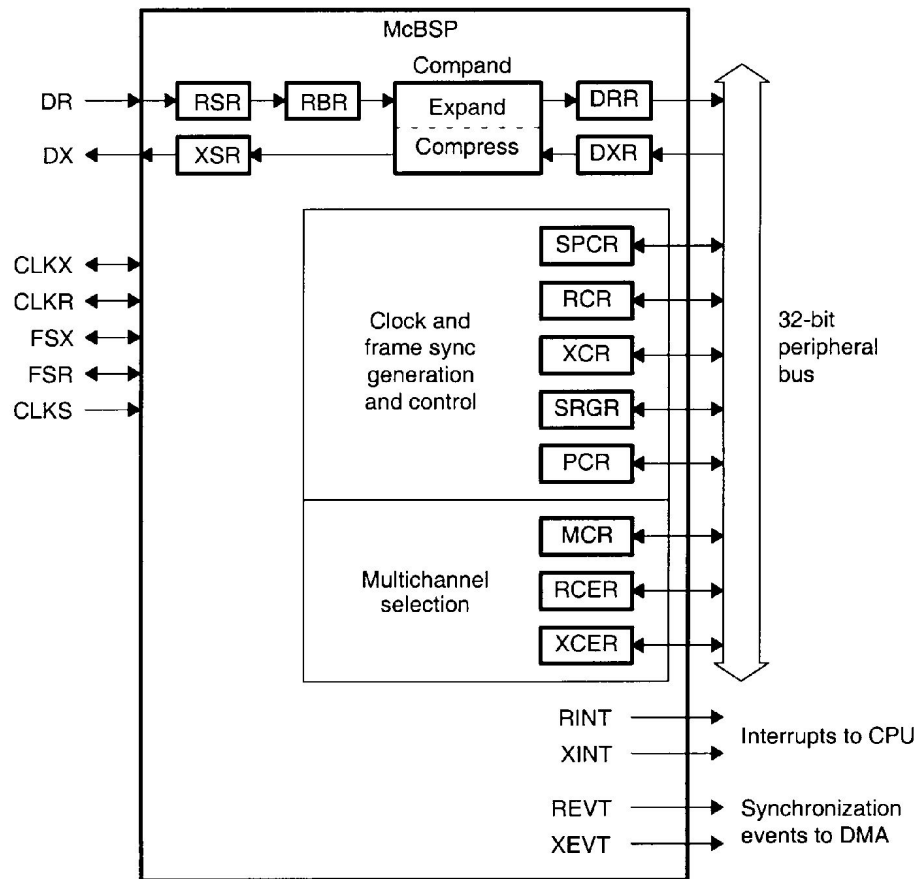 McBSP
Compand
DR
RSR
RBR
Expand
DRR
DX
XSR
Compress
DXR
SPCR
CLKX
CLKR
RCR
FSX
Clock and
frame sync
generation
and control
XCR
32-bit
peripheral
bus
FSR
CLKS
SRGR
PCR
MCR
Multichannel
selection
RCER
XCER
RINT
XINT
Interrupts to CPU
REVT
XEVT
Synchronization
events to DMA